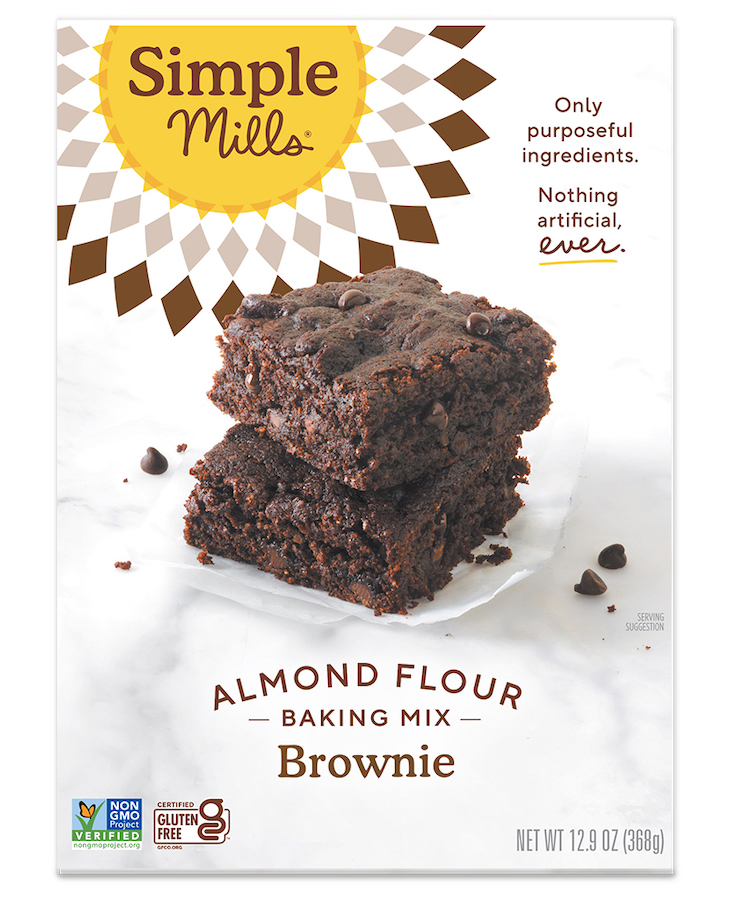 Simple
Mills®
Only
purposeful
ingredients.
Nothing
artificial,
ever.
SERVING
SUGGESTION
ALMOND FLOUR
— BAKING MIX —
Brownie
NON
GMO
Project
VERIFIED
nongmoproject.org
CERTIFIED
GLUTEN
FREE
GFCO.ORG
NET WT 12.9 OZ (368g)